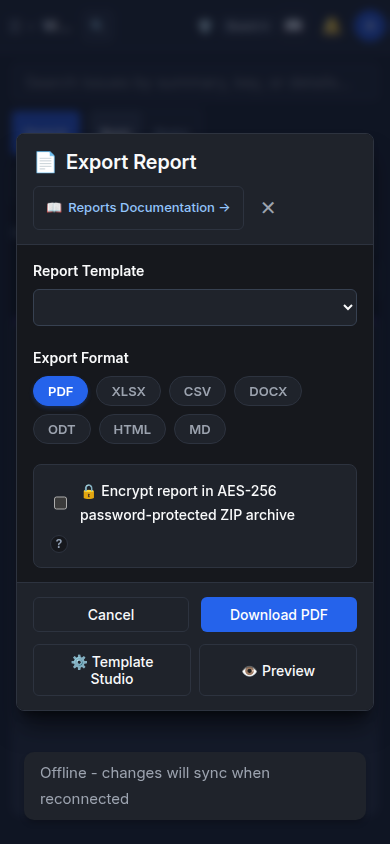 Export Report
Reports Documentation →
Report Template
Export Format
PDF XLSX CSV DOCX
ODT HTML MD
Encrypt report in AES-256
password-protected ZIP archive
?
Cancel Download PDF
Template
Studio
Preview
Offline - changes will sync when
reconnected